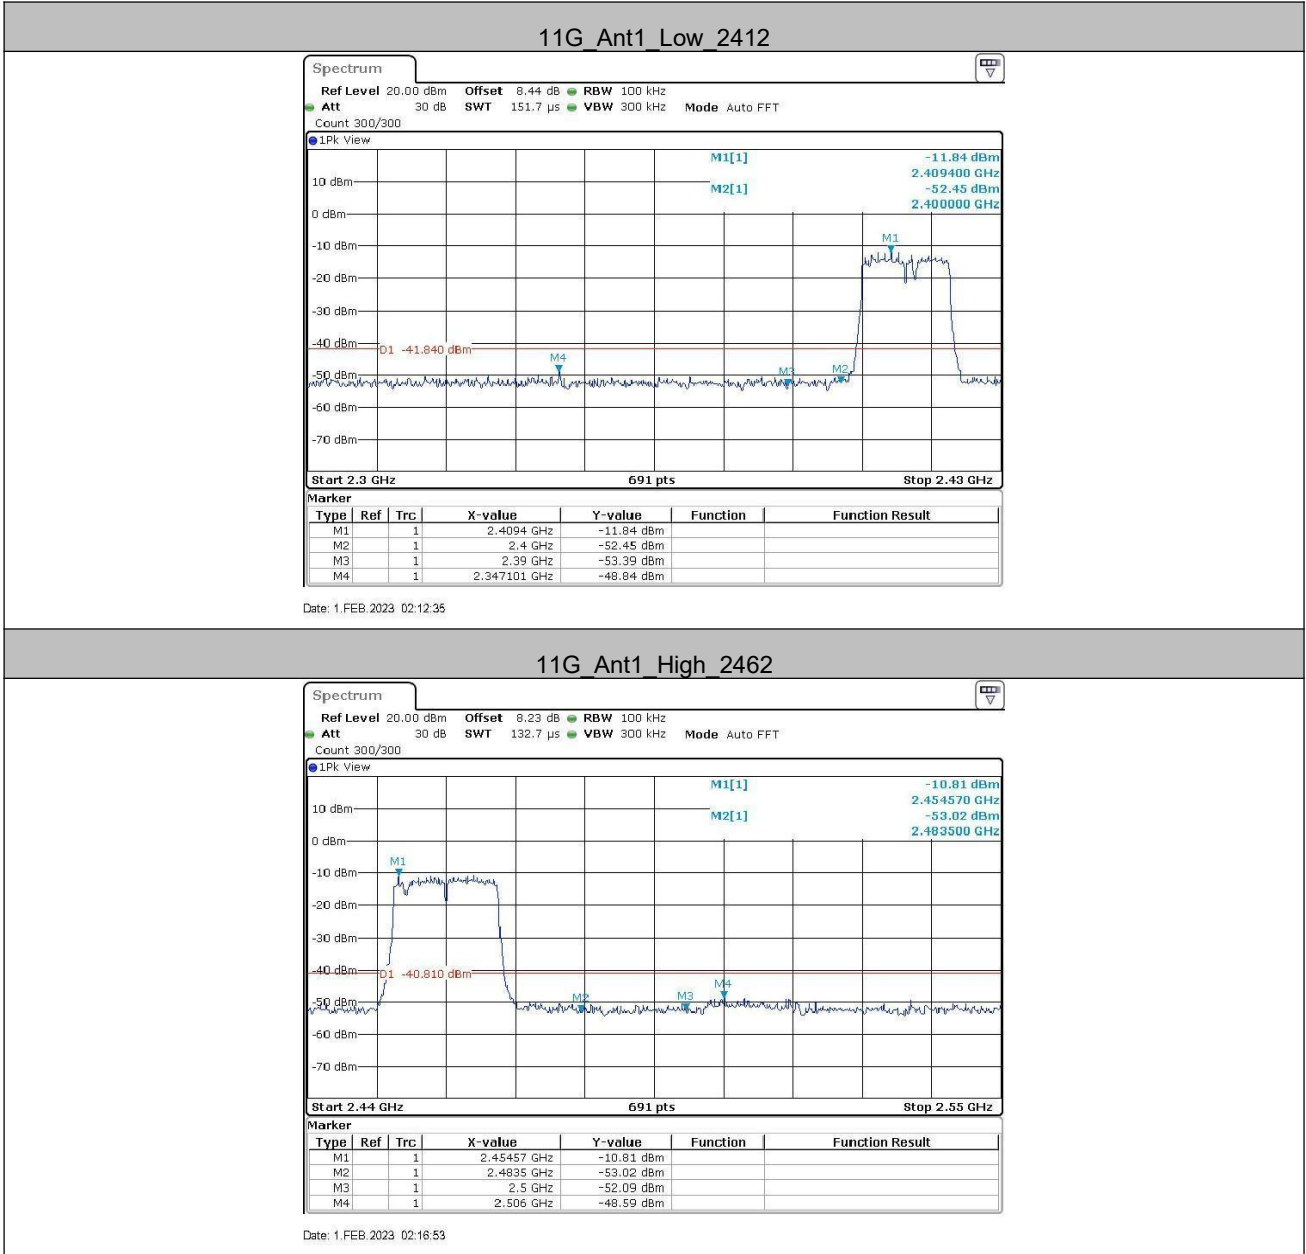 11G_Ant1_Low_2412
Spectrum
Ref Level 20.00 dBm Offset 8.44 dB RBW 100 kHz
Att 30 dB SWT 151.7 µs VBW 300 kHz Mode Auto FFT
Count 300/300
1Pk View
M1[1] -11.84 dBm
2.409400 GHz
10 dBm
M2[1] -52.45 dBm
2.400000 GHz
0 dBm
M1
-10 dBm
-20 dBm
-30 dBm
-40 dBm
D1 -41.840 dBm
M4
M3 M2
-50 dBm
-60 dBm
-70 dBm
Start 2.3 GHz 691 pts Stop 2.43 GHz
Marker
Type Ref Trc X-value Y-value Function Function Result
M1 1 2.4094 GHz -11.84 dBm
M2 1 2.4 GHz -52.45 dBm
M3 1 2.39 GHz -53.39 dBm
M4 1 2.347101 GHz -48.84 dBm
Date: 1.FEB.2023 02:12:35
11G_Ant1_High_2462
Spectrum
Ref Level 20.00 dBm Offset 8.23 dB RBW 100 kHz
Att 30 dB SWT 132.7 µs VBW 300 kHz Mode Auto FFT
Count 300/300
1Pk View
M1[1] -10.81 dBm
2.454570 GHz
10 dBm
M2[1] -53.02 dBm
2.483500 GHz
0 dBm
M1
-10 dBm
-20 dBm
-30 dBm
-40 dBm
D1 -40.810 dBm
M4
M2 M3
-50 dBm
-60 dBm
-70 dBm
Start 2.44 GHz 691 pts Stop 2.55 GHz
Marker
Type Ref Trc X-value Y-value Function Function Result
M1 1 2.45457 GHz -10.81 dBm
M2 1 2.4835 GHz -53.02 dBm
M3 1 2.5 GHz -52.09 dBm
M4 1 2.506 GHz -48.59 dBm
Date: 1.FEB.2023 02:16:53